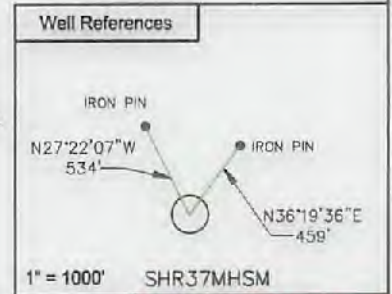 Well References
IRON PIN
IRON PIN
N27°22'07"W
534'
N36°19'36"E
459'
1" = 1000' SHR37MHSM